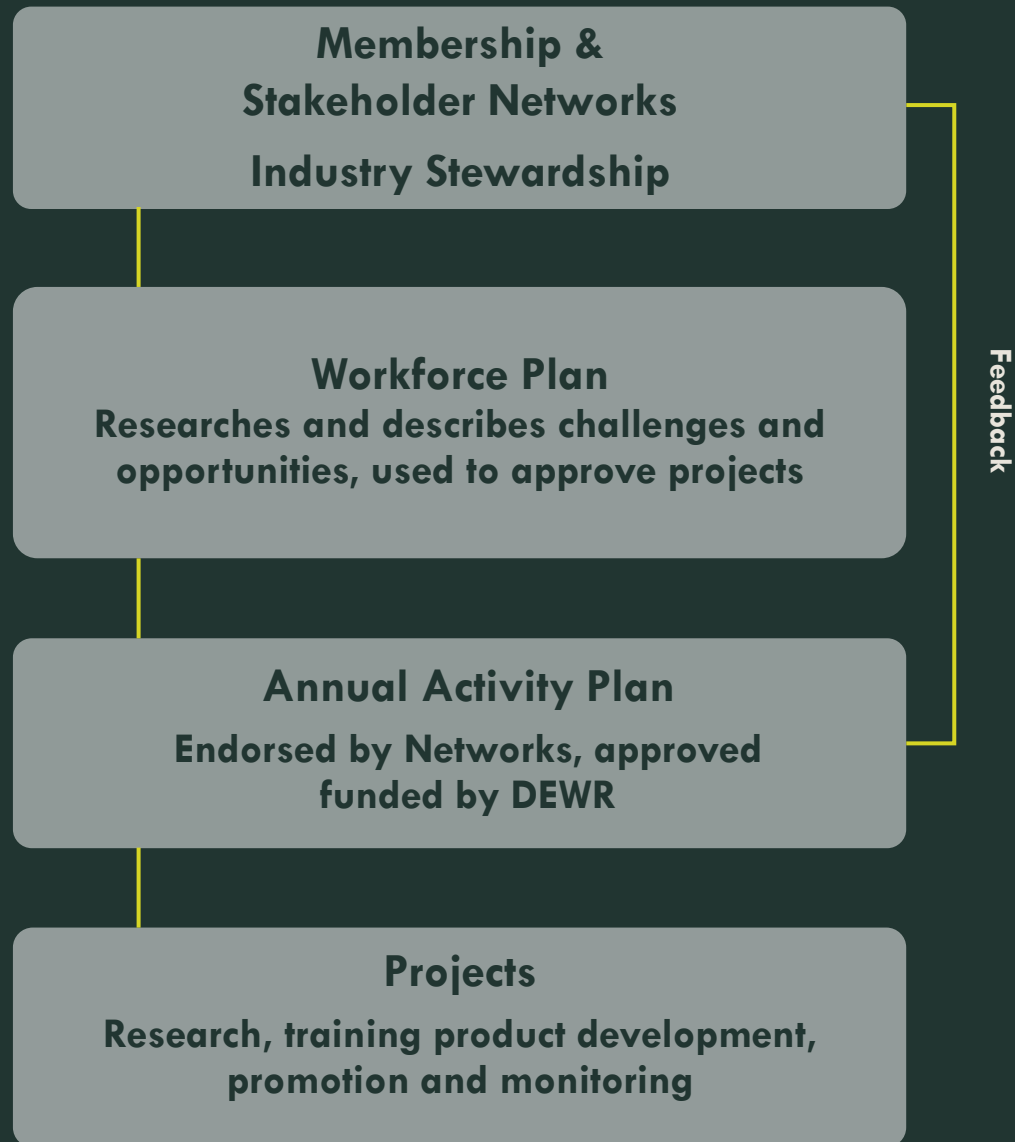 Membership &
Stakeholder Networks
Industry Stewardship
Workforce Plan
Researches and describes challenges and
opportunities, used to approve projects
Annual Activity Plan
Endorsed by Networks, approved
funded by DEWR
Projects
Research, training product development,
promotion and monitoring
Feedback